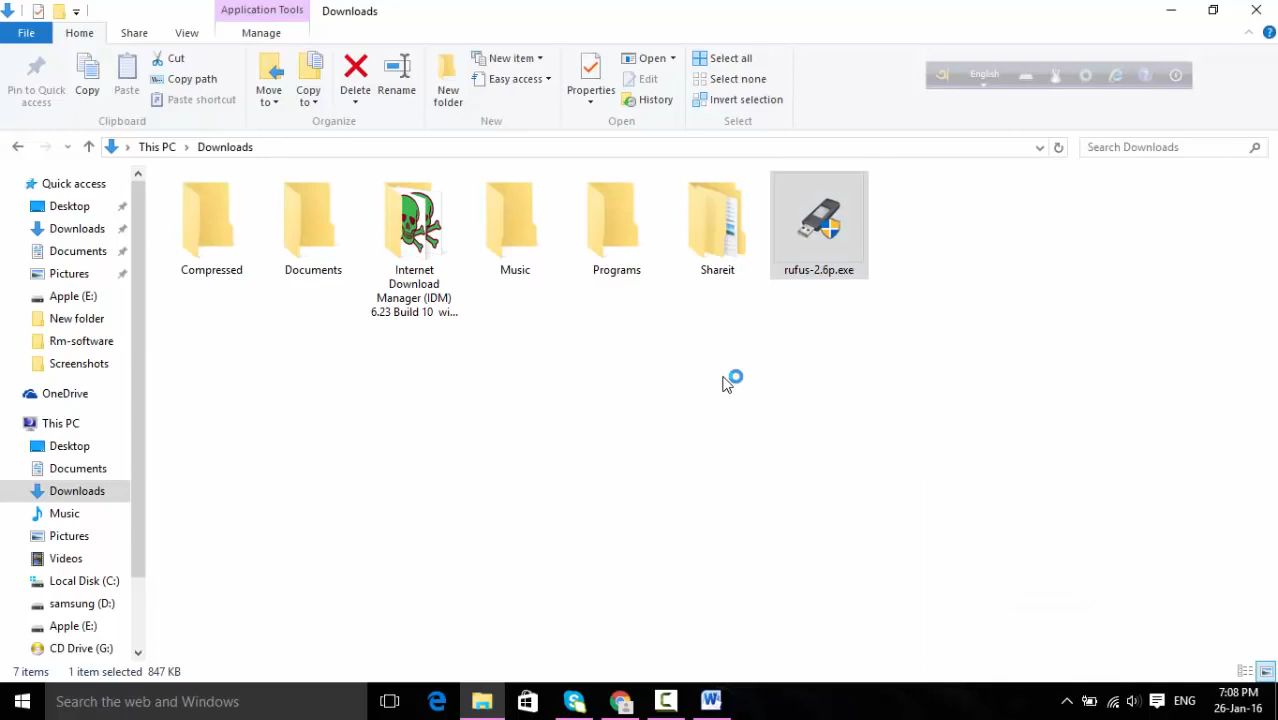 Application Tools
Downloads
File
Home
Share
View
Manage
Pin to Quick access
Copy
Paste
Cut
Copy path
Paste shortcut
Clipboard
Move to
Copy to
Delete
Rename
Organize
New folder
New item
Easy access
New
Properties
Open
Edit
History
Open
Select all
Select none
Invert selection
Select
English
This PC
Downloads
Search Downloads
Quick access
Desktop
Downloads
Documents
Pictures
Apple (E:)
New folder
Rm-software
Screenshots
OneDrive
This PC
Desktop
Documents
Downloads
Music
Pictures
Videos
Local Disk (C:)
samsung (D:)
Apple (E:)
CD Drive (G:)
Compressed
Documents
Internet
Download
Manager (IDM)
6.23 Build 10 wi...
Music
Programs
Shareit
rufus-2.6p.exe
7 items
1 item selected 847 KB
Search the web and Windows
ENG
7:08 PM
26-Jan-16